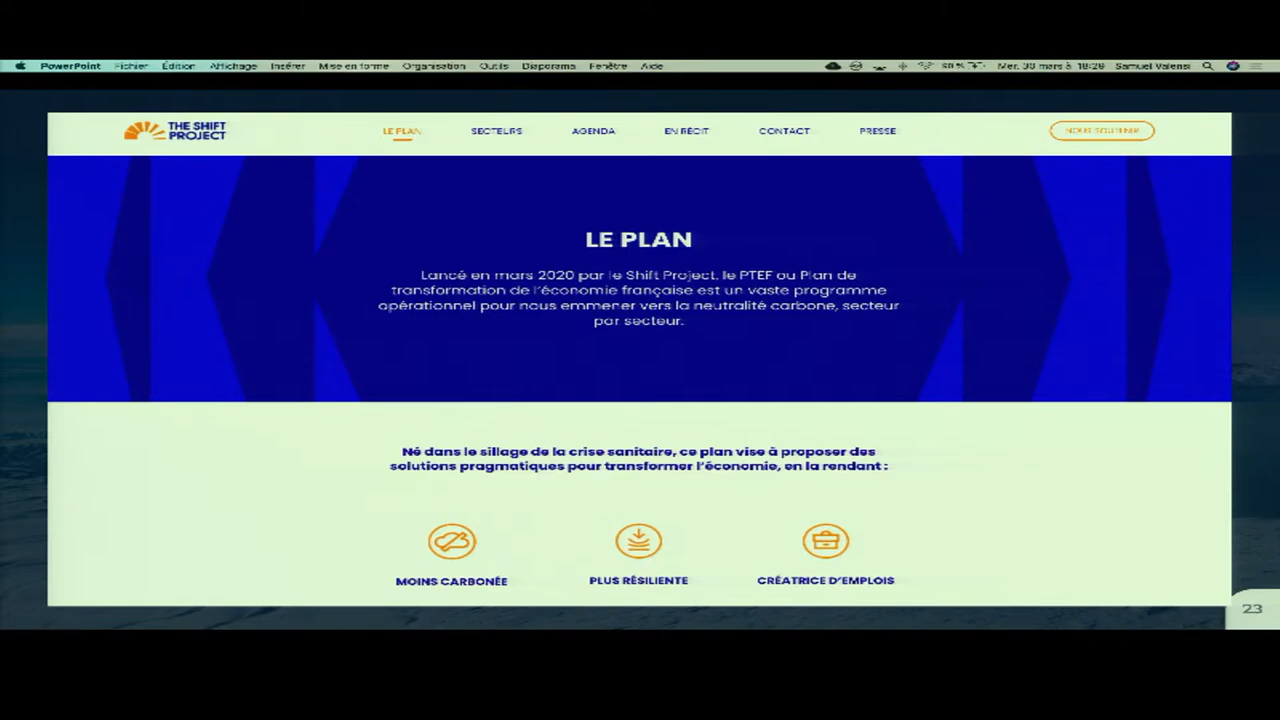 PowerPoint Fichier Édition Affichage Insérer Mise en forme Organisation Outils Diaporama Fenêtre Aide Mer. 30 mars à 18:29 Samuel Valensi
THE SHIFT
PROJECT
LE PLAN SECTEURS AGENDA EN RÉCIT CONTACT PRESSE NOUS SOUTENIR
LE PLAN
Lancé en mars 2020 par le Shift Project, le PTEF ou Plan de
transformation de l'économie française est un vaste programme
opérationnel pour nous emmener vers la neutralité carbone, secteur
par secteur.
Né dans le sillage de la crise sanitaire, ce plan vise à proposer des
solutions pragmatiques pour transformer l'économie, en la rendant :
MOINS CARBONÉE PLUS RÉSILIENTE CRÉATRICE D'EMPLOIS
23